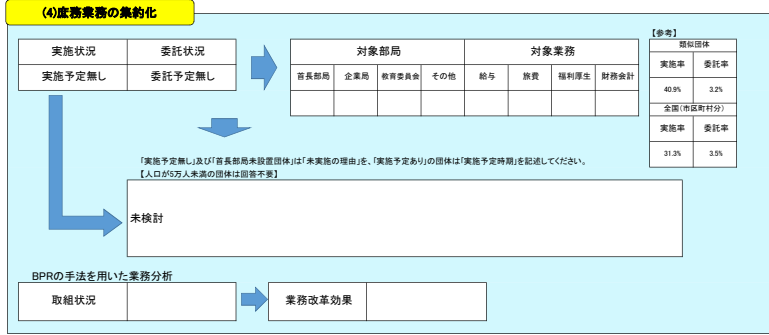 (4)庶務業務の集約化
【参考】
実施状況 委託状況
実施予定無し 委託予定無し
対象部局 対象業務
首長部局 企業局 教育委員会 その他 給与 旅費 福利厚生 財務会計
類似団体
実施率 委託率
40.9% 3.2%
全国(市区町村分)
実施率 委託率
31.3% 3.5%
「実施予定無し」及び「首長部局未設置団体」は「未実施の理由」を、「実施予定あり」の団体は「実施予定時期」を記述してください。
【人口が5万人未満の団体は回答不要】
未検討
BPRの手法を用いた業務分析
取組状況 業務改革効果